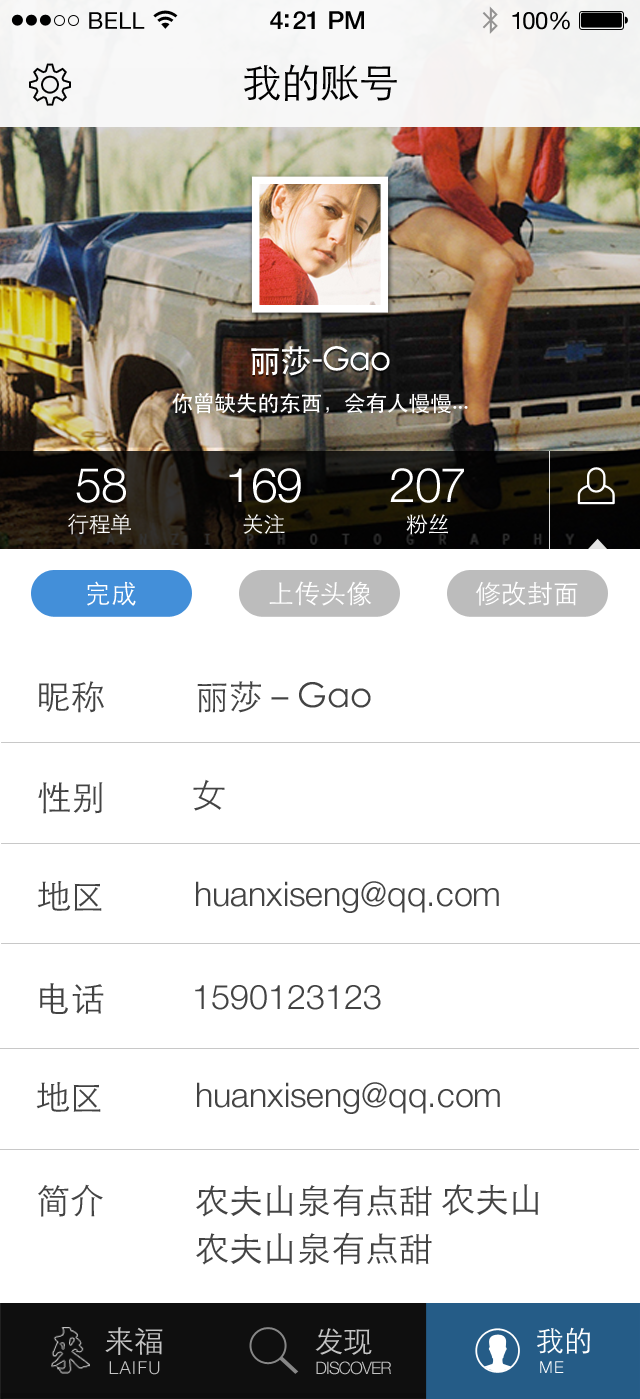 BELL 4:21 PM 100%
我的账号
丽莎-Gao
你曾缺失的东西，会有人慢慢...
58 169 207
行程单 关注 粉丝
PHOTOGRAPHY
完成 上传头像 修改封面
昵称 丽莎 – Gao
性别 女
地区 huanxiseng@qq.com
电话 1590123123
地区 huanxiseng@qq.com
简介 农夫山泉有点甜 农夫山
农夫山泉有点甜
来福 发现 我的
LAIFU DISCOVER ME